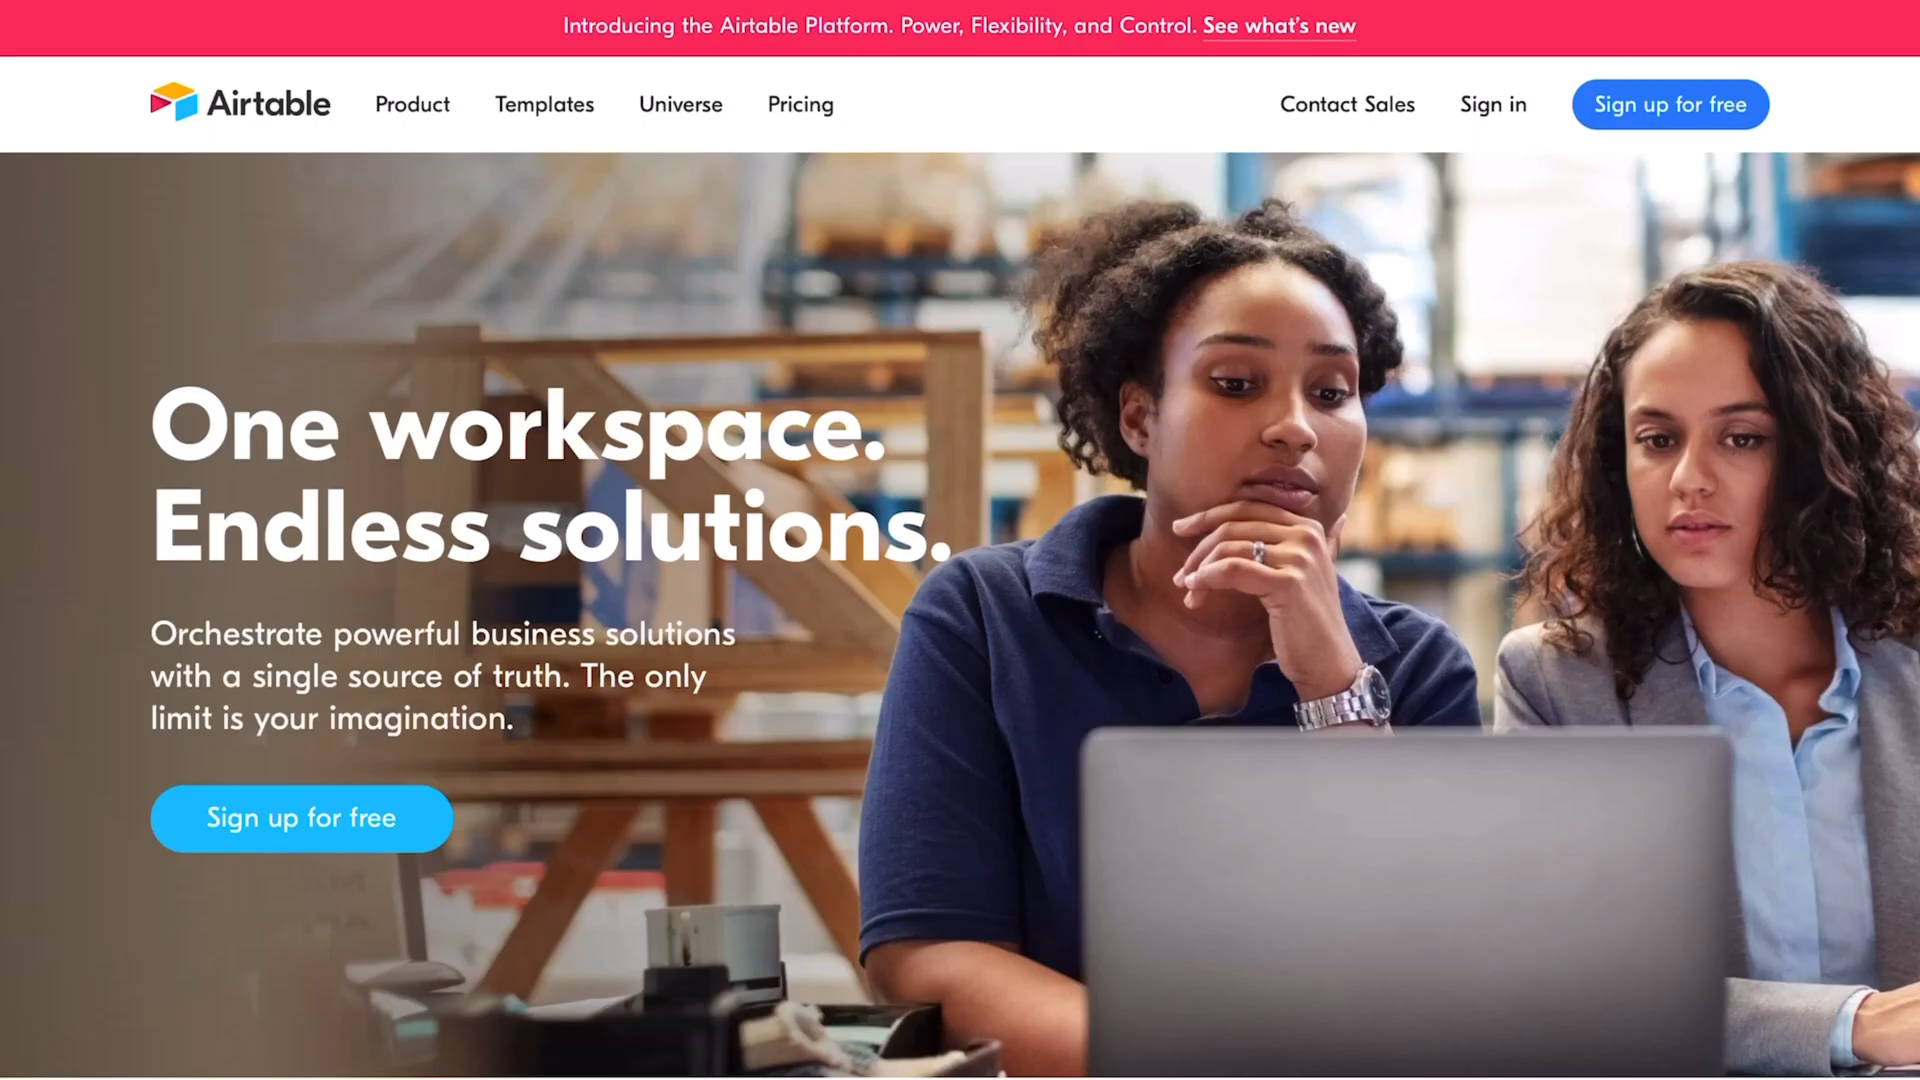 Introducing the Airtable Platform. Power, Flexibility, and Control. See what's new
Airtable Product Templates Universe Pricing Contact Sales Sign in Sign up for free
One workspace.
Endless solutions.
Orchestrate powerful business solutions
with a single source of truth. The only
limit is your imagination.
Sign up for free